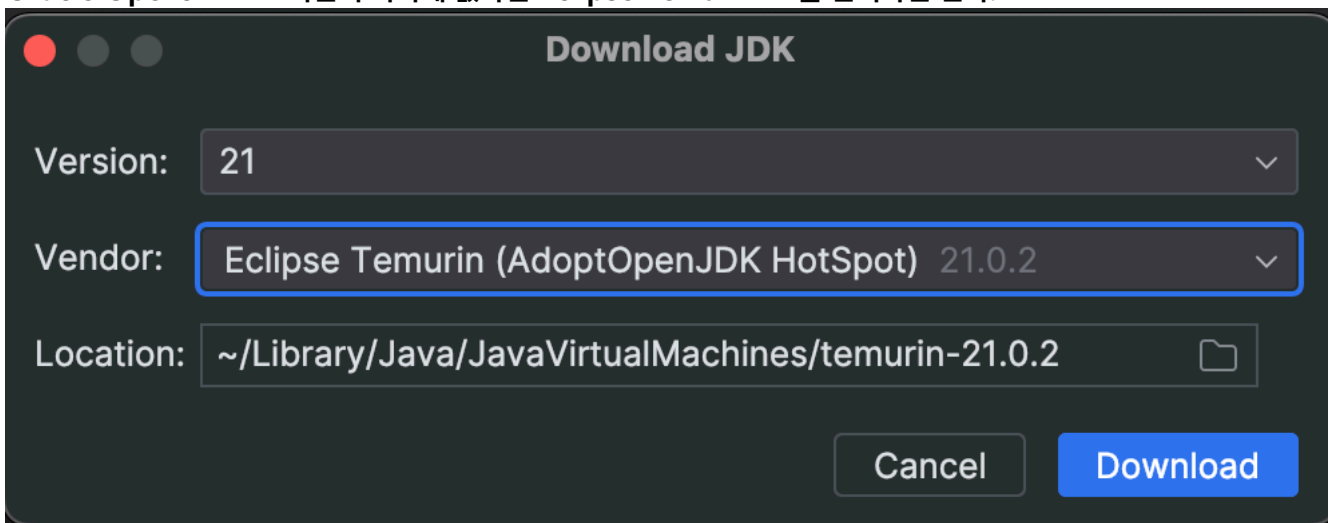 Download JDK
Version: 21
Vendor: Eclipse Temurin (AdoptOpenJDK HotSpot) 21.0.2
Location: ~/Library/Java/JavaVirtualMachines/temurin-21.0.2
Cancel Download